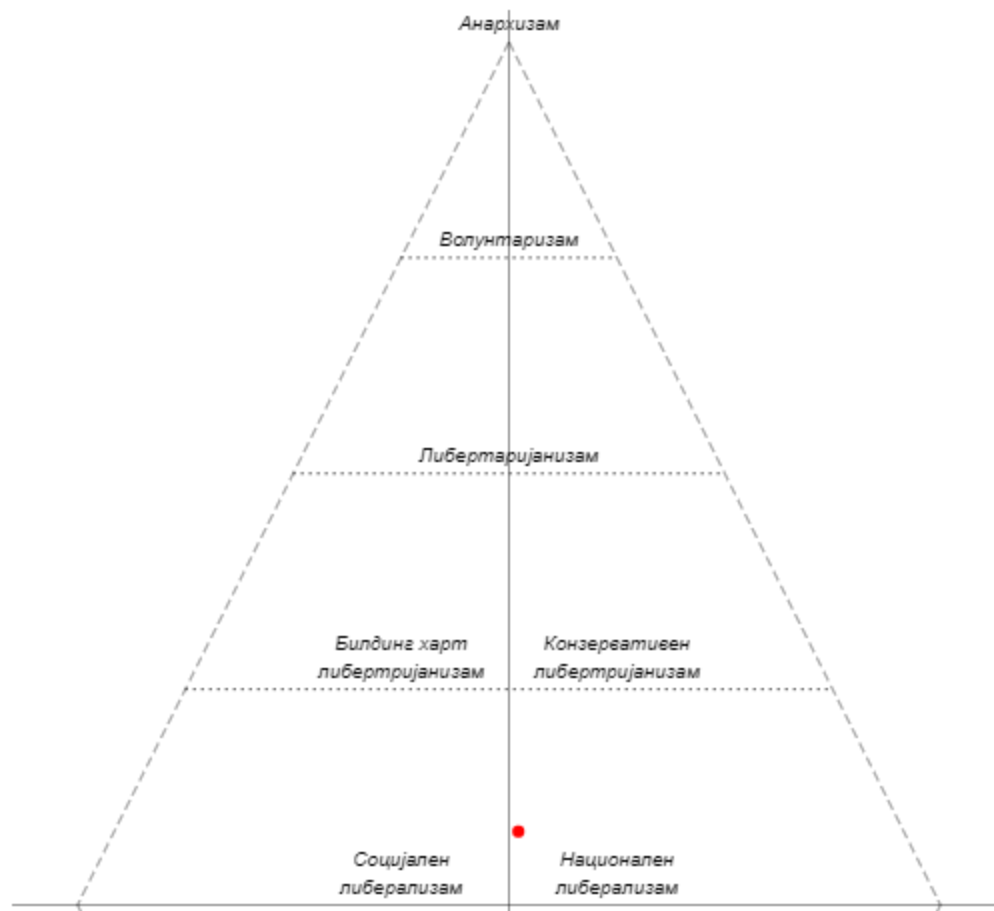 Анархизам
Волунтаризам
Либертаријанизам
Билдинг харт
либертријанизам
Конзервативен
либертријанизам
Социјален
либерализам
Национален
либерализам